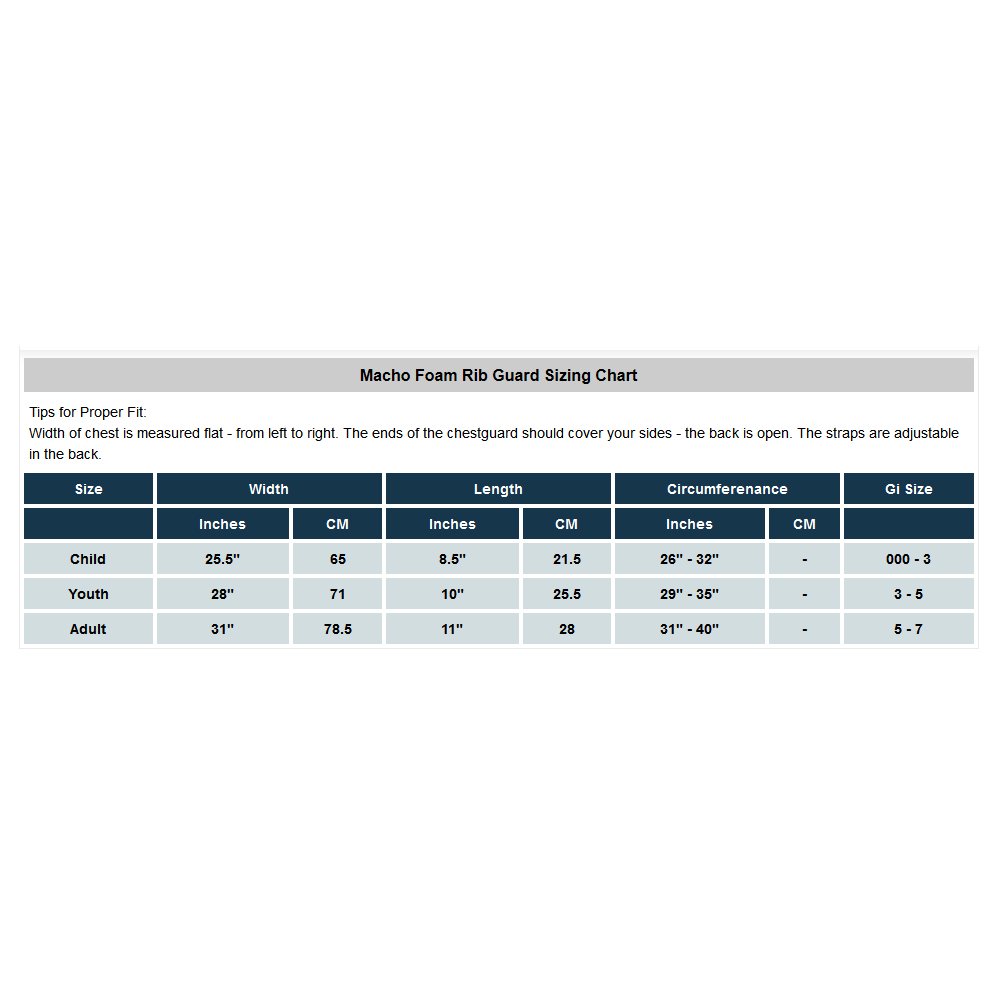 Macho Foam Rib Guard Sizing Chart
Tips for Proper Fit:
Width of chest is measured flat - from left to right. The ends of the chestguard should cover your sides - the back is open. The straps are adjustable
in the back.
Size Width Length Circumferenance Gi Size
Inches CM Inches CM Inches CM
Child 25.5" 65 8.5" 21.5 26" - 32" - 000 - 3
Youth 28" 71 10" 25.5 29" - 35" - 3 - 5
Adult 31" 78.5 11" 28 31" - 40" - 5 - 7